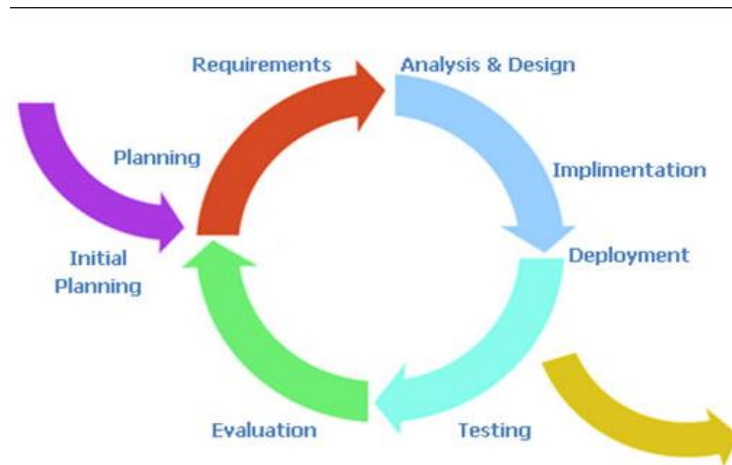 Requirements
Analysis & Design
Planning
Implimentation
Initial
Planning
Deployment
Evaluation
Testing